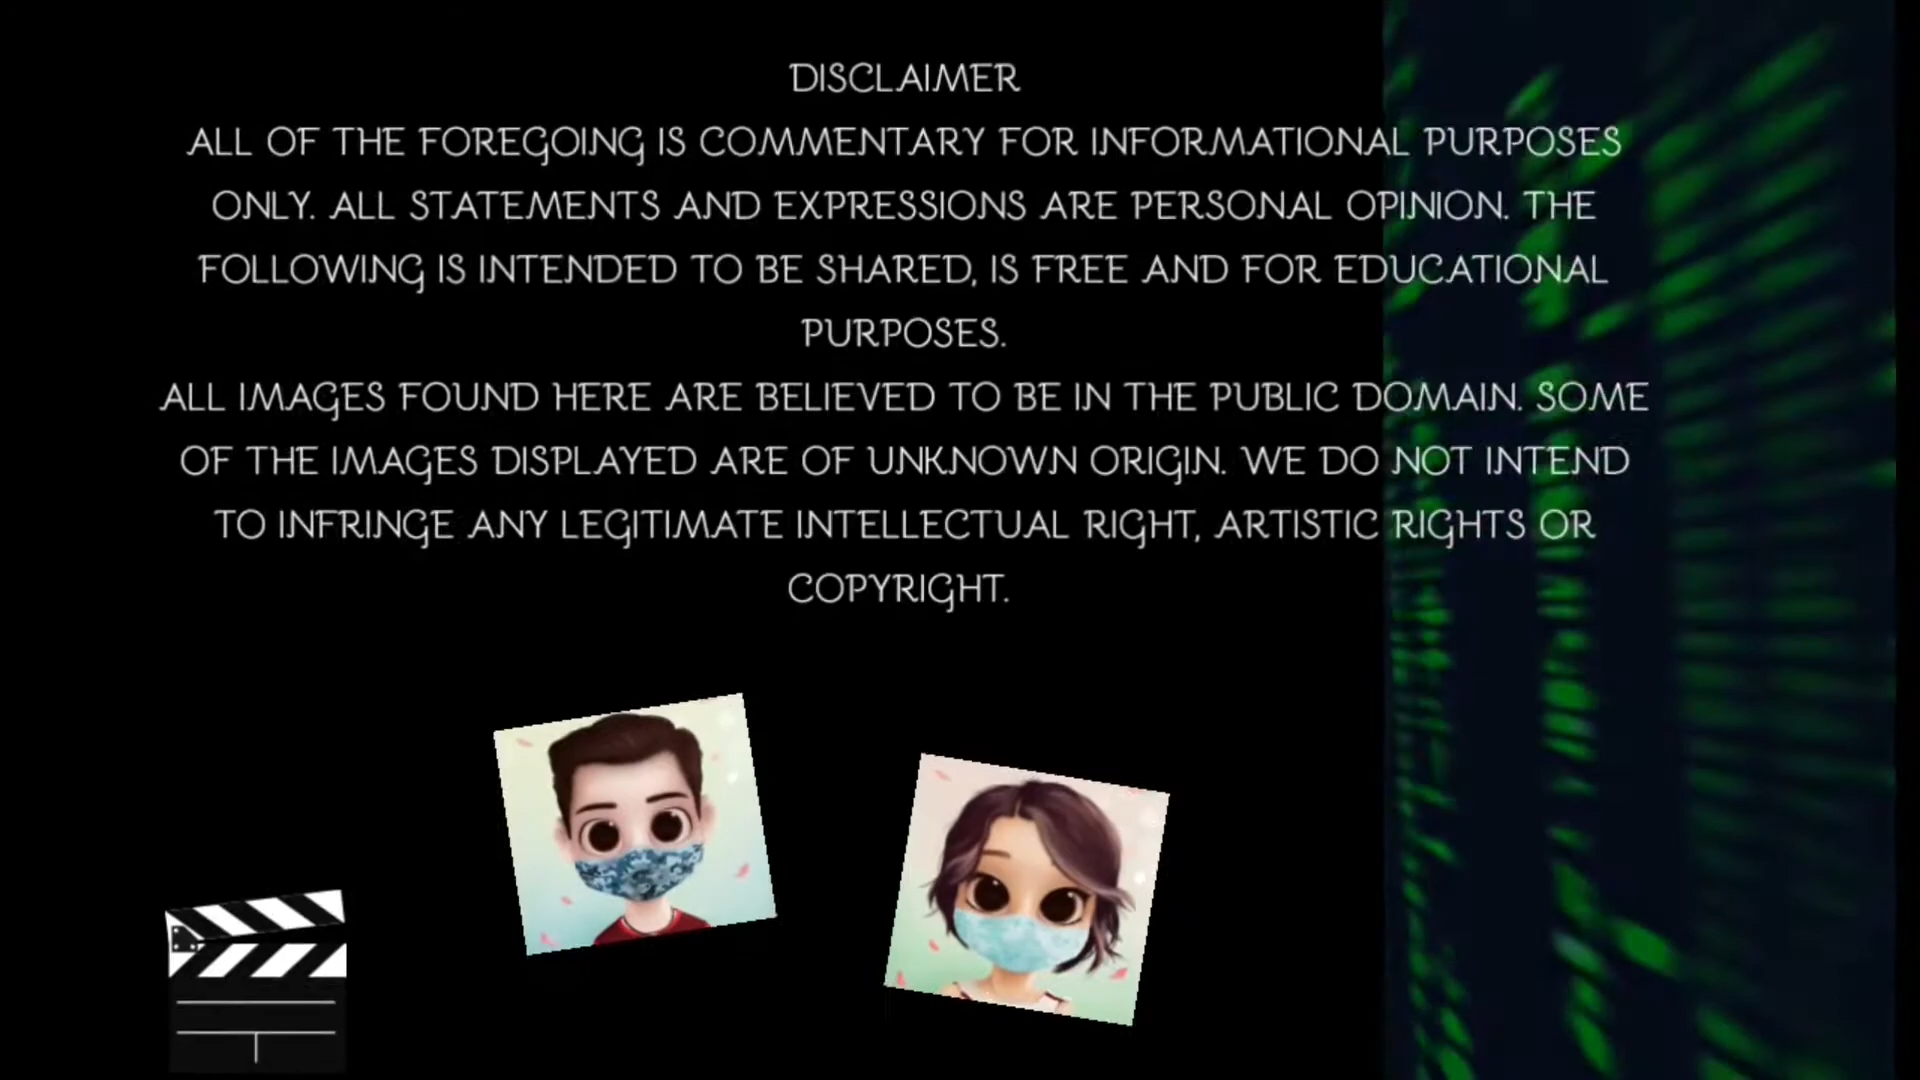 DISCLAIMER
ALL OF THE FOREGOING IS COMMENTARY FOR INFORMATIONAL PURPOSES
ONLY. ALL STATEMENTS AND EXPRESSIONS ARE PERSONAL OPINION. THE
FOLLOWING IS INTENDED TO BE SHARED, IS FREE AND FOR EDUCATIONAL
PURPOSES.
ALL IMAGES FOUND HERE ARE BELIEVED TO BE IN THE PUBLIC DOMAIN. SOME
OF THE IMAGES DISPLAYED ARE OF UNKNOWN ORIGIN. WE DO NOT INTEND
TO INFRINGE ANY LEGITIMATE INTELLECTUAL RIGHT, ARTISTIC RIGHTS OR
COPYRIGHT.